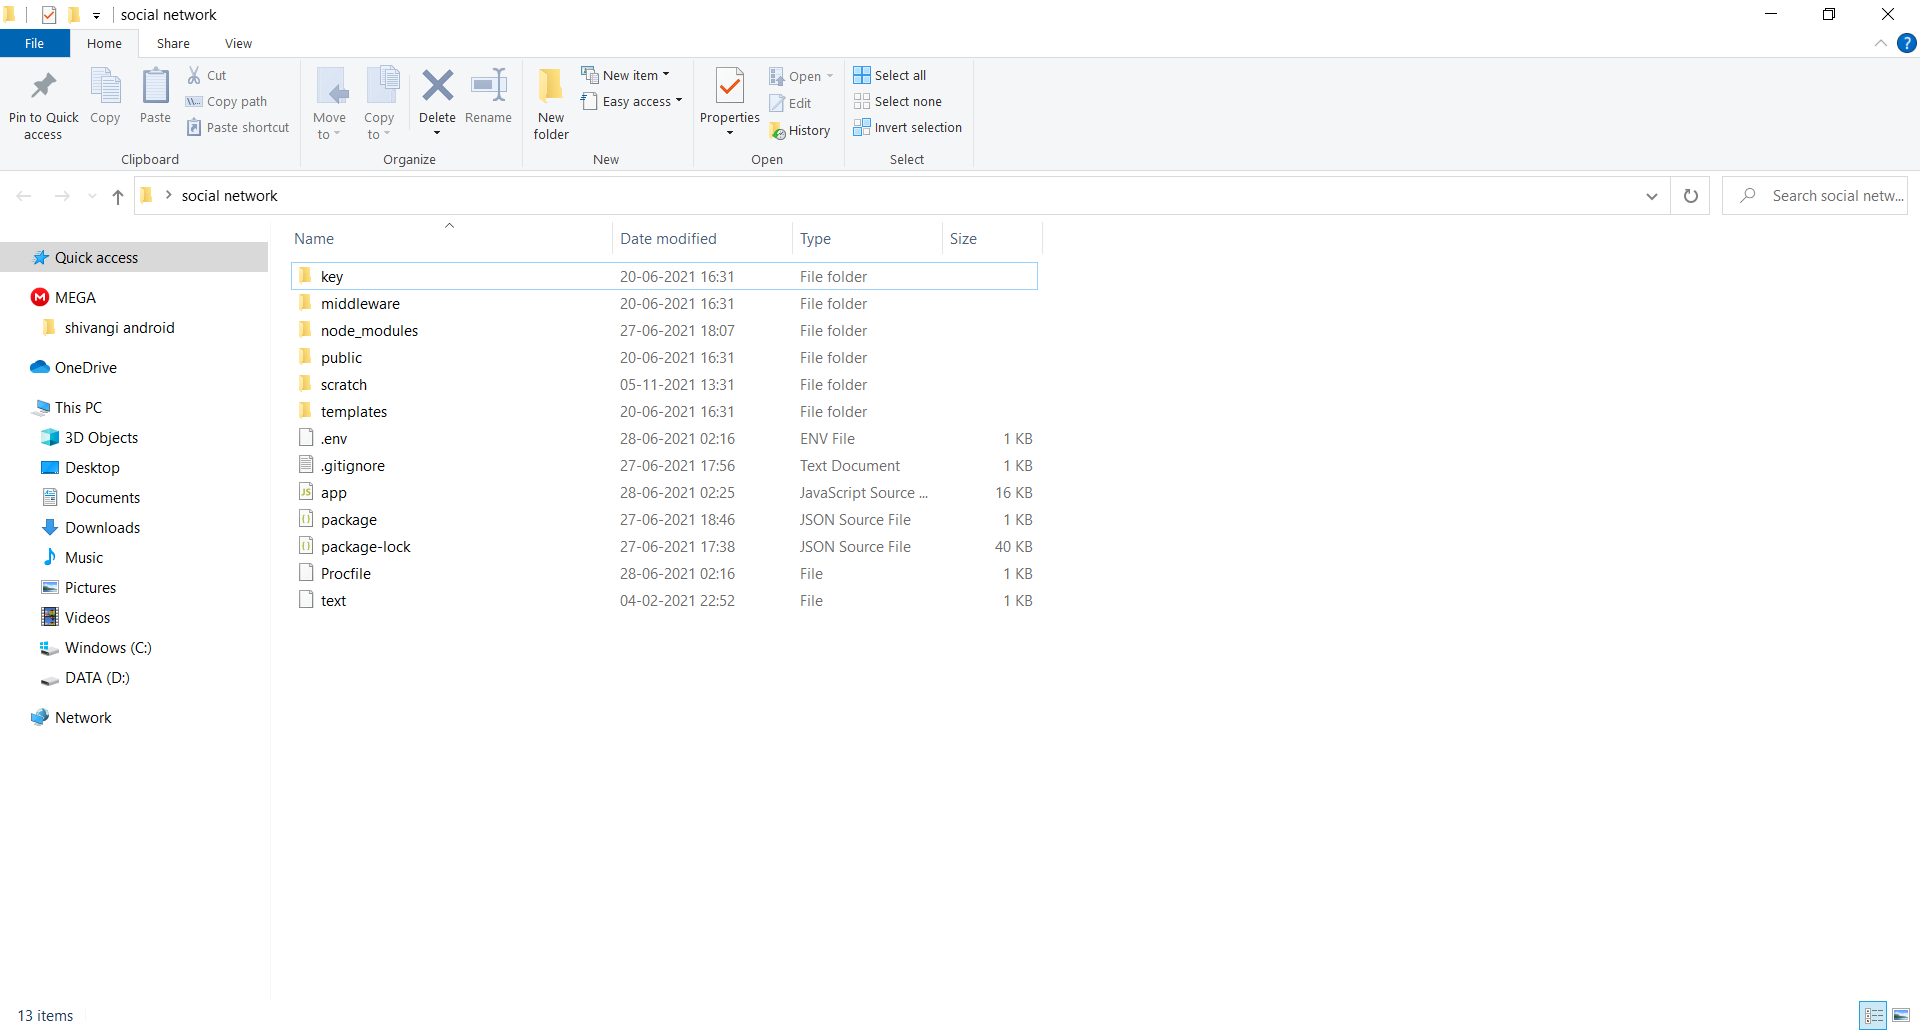 social network
File Home Share View
Pin to Quick access
Copy
Paste
Cut
Copy path
Paste shortcut
Clipboard
Move to
Copy to
Delete
Rename
Organize
New folder
New item
Easy access
New
Properties
Open
Edit
History
Open
Select all
Select none
Invert selection
Select
social network
Search social netw...
Quick access
MEGA
shivangi android
OneDrive
This PC
3D Objects
Desktop
Documents
Downloads
Music
Pictures
Videos
Windows (C:)
DATA (D:)
Network
Name Date modified Type Size
key 20-06-2021 16:31 File folder
middleware 20-06-2021 16:31 File folder
node_modules 27-06-2021 18:07 File folder
public 20-06-2021 16:31 File folder
scratch 05-11-2021 13:31 File folder
templates 20-06-2021 16:31 File folder
.env 28-06-2021 02:16 ENV File 1 KB
.gitignore 27-06-2021 17:56 Text Document 1 KB
app 28-06-2021 02:25 JavaScript Source ... 16 KB
package 27-06-2021 18:46 JSON Source File 1 KB
package-lock 27-06-2021 17:38 JSON Source File 40 KB
Procfile 28-06-2021 02:16 File 1 KB
text 04-02-2021 22:52 File 1 KB
13 items